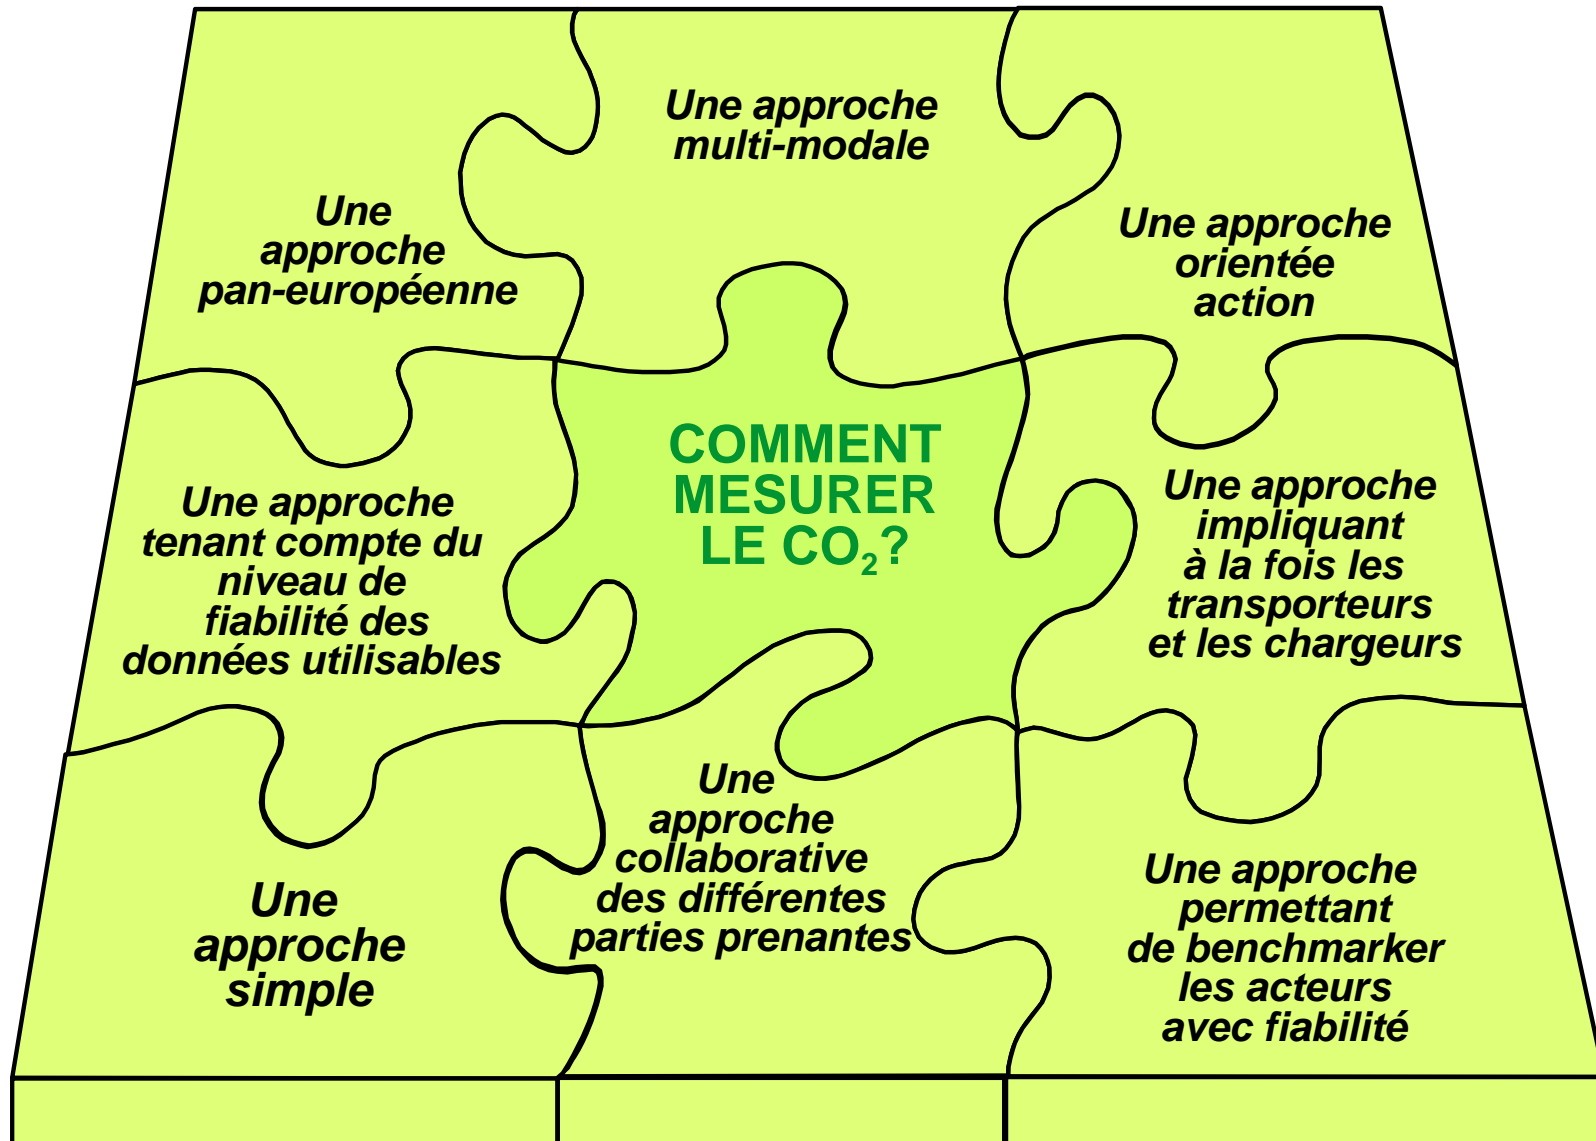 Une
approche
pan-européenne
Une approche
multi-modale
Une approche
orientée
action
Une approche
tenant compte du
niveau de
fiabilité des
données utilisables
COMMENT
MESURER
LE CO₂?
Une approche
impliquant
à la fois les
transporteurs
et les chargeurs
Une
approche
simple
Une
approche
collaborative
des différentes
parties prenantes
Une approche
permettant
de benchmarker
les acteurs
avec fiabilité